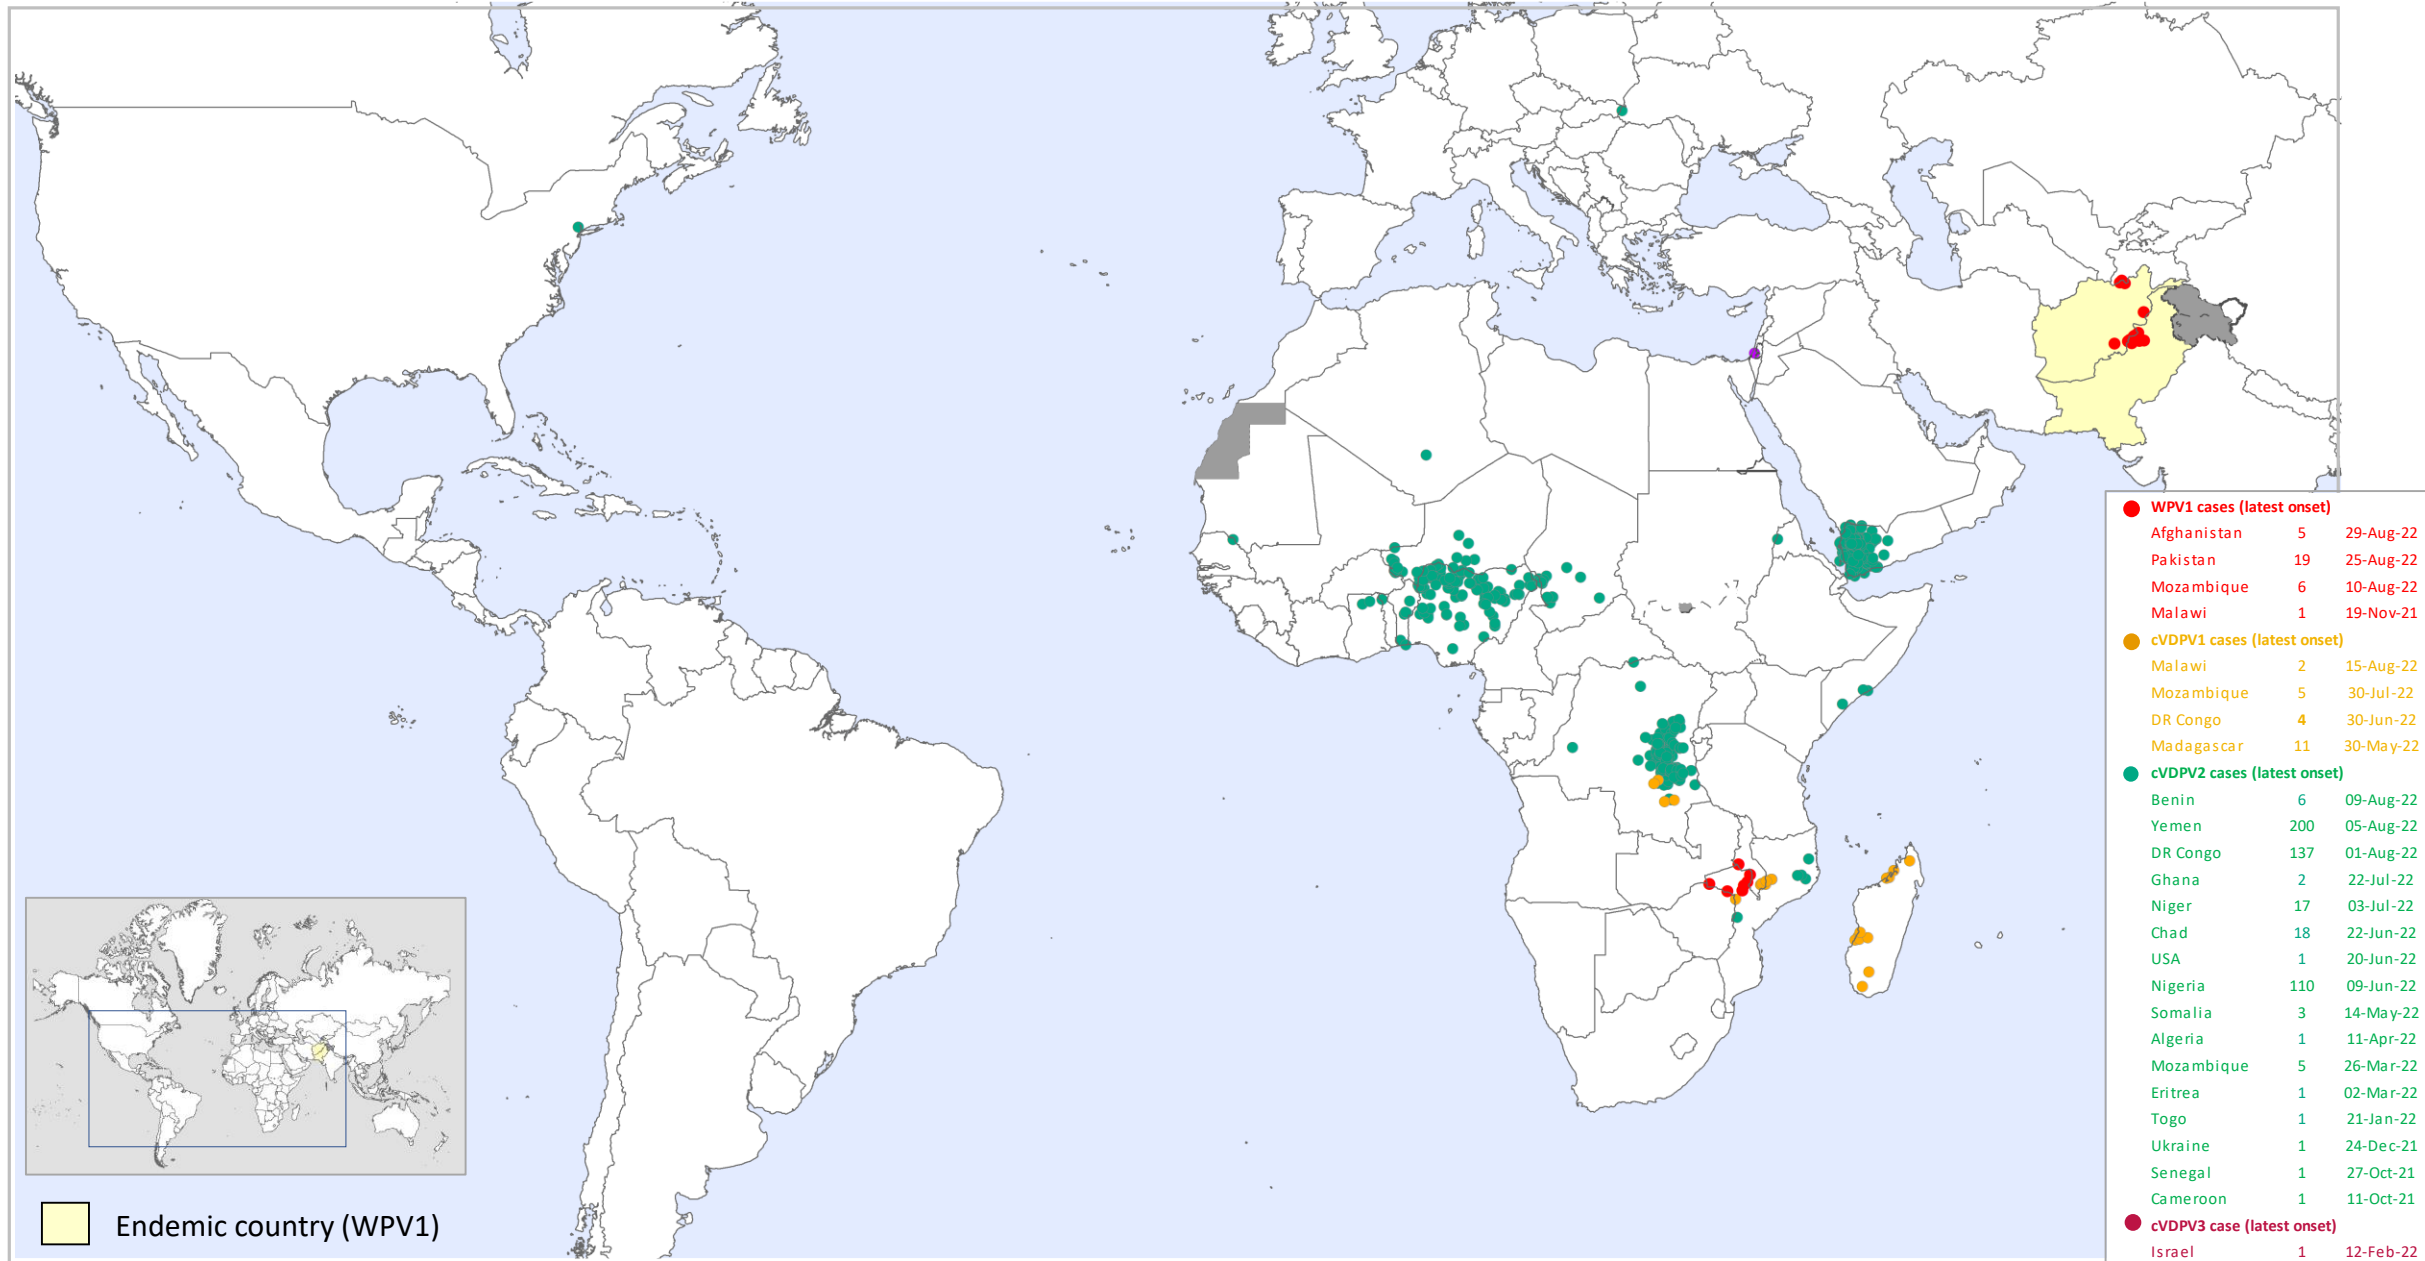 WPV1 cases (latest onset)
Afghanistan 5 29-Aug-22
Pakistan 19 25-Aug-22
Mozambique 6 10-Aug-22
Malawi 1 19-Nov-21
cVDPV1 cases (latest onset)
Malawi 2 15-Aug-22
Mozambique 5 30-Jul-22
DR Congo 4 30-Jun-22
Madagascar 11 30-May-22
cVDPV2 cases (latest onset)
Benin 6 09-Aug-22
Yemen 200 05-Aug-22
DR Congo 137 01-Aug-22
Ghana 2 22-Jul-22
Niger 17 03-Jul-22
Chad 18 22-Jun-22
USA 1 20-Jun-22
Nigeria 110 09-Jun-22
Somalia 3 14-May-22
Algeria 1 11-Apr-22
Mozambique 5 26-Mar-22
Eritrea 1 02-Mar-22
Togo 1 21-Jan-22
Ukraine 1 24-Dec-21
Senegal 1 27-Oct-21
Cameroon 1 11-Oct-21
cVDPV3 case (latest onset)
Israel 1 12-Feb-22
Endemic country (WPV1)